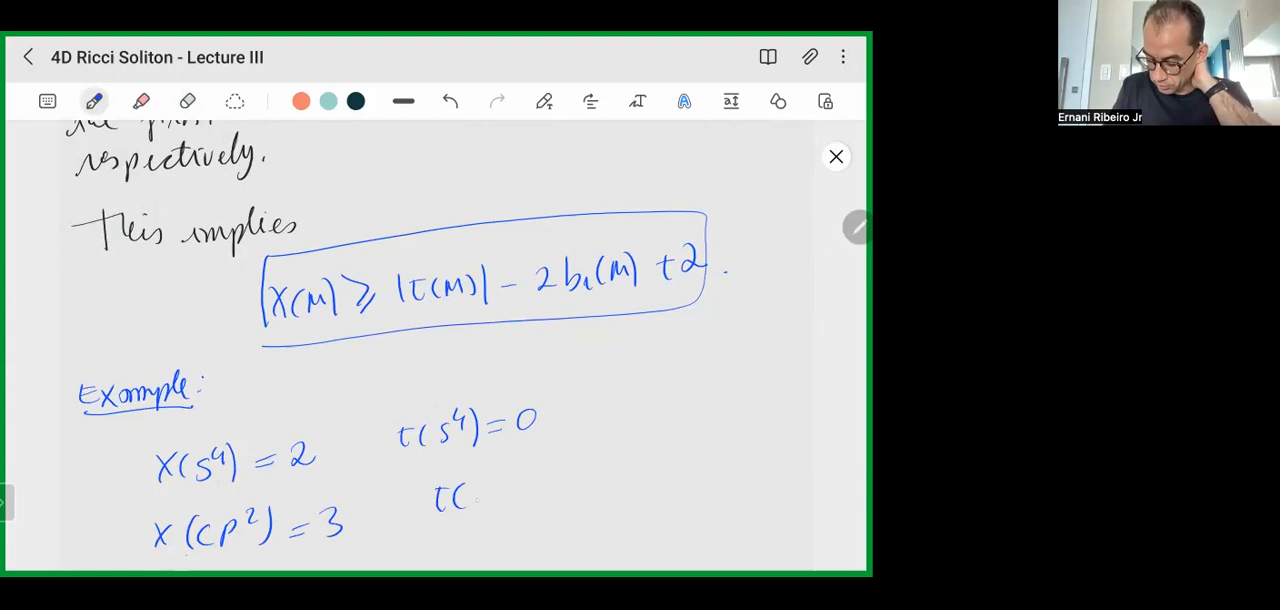 4D Ricci Soliton - Lecture III
Ernani Ribeiro Jr
respectively.
This implies
χ(M) ≥ |τ(M)| - 2b₁(M) + 2.
Example:
χ(S⁴) = 2 τ(S⁴) = 0
χ(CP²) = 3 τ(